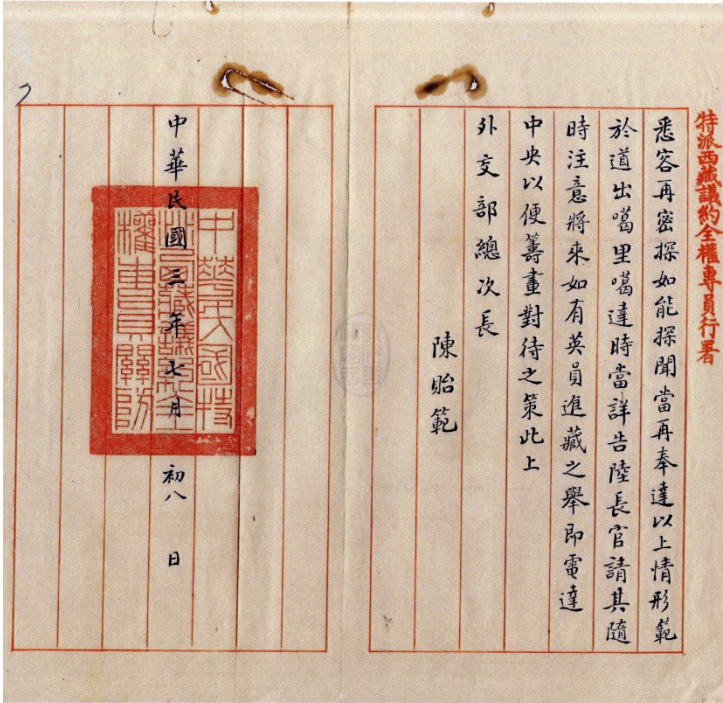 特派西藏議約全權專員行署
悉容再密探如能探聞當再奉達以上情形範
於道出噶里噶達時當詳告陸長官請其隨
時注意將來如有英員進藏之舉即電達
中央以便籌畫對待之策此上
外交部總次長
陳貽範
中華民國三年七月初八日
中華民國特
派西藏議約全
權專員關防